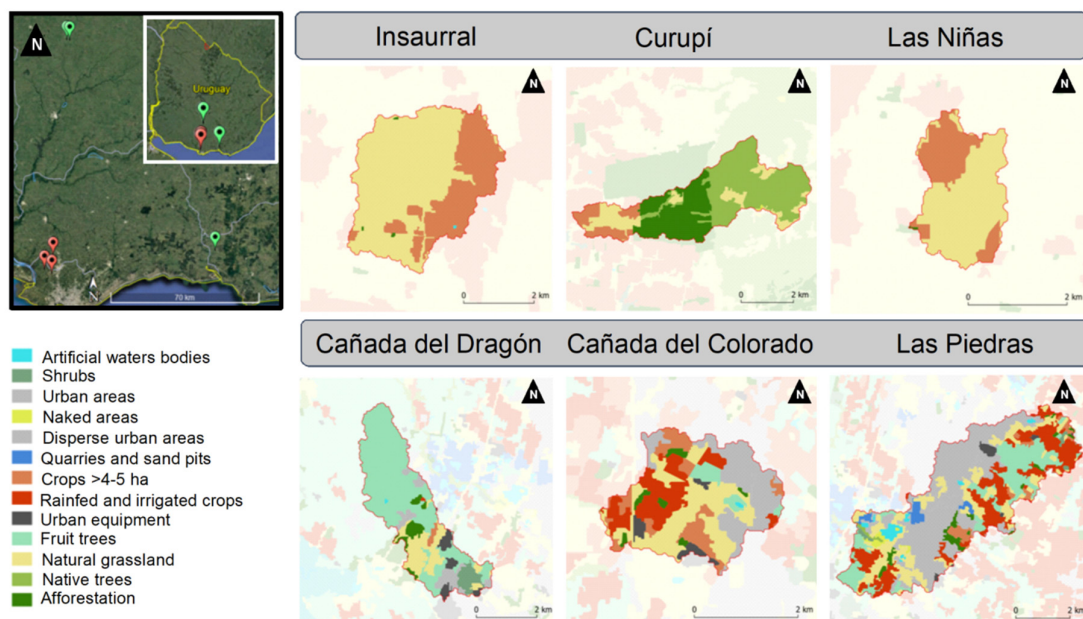 N
Uruguay
70 km
N
Insaurral
Curupí
Las Niñas
N
N
N
0 2 km
0 2 km
0 2 km
Cañada del Dragón
Cañada del Colorado
Las Piedras
N
N
N
0 2 km
0 2 km
0 2 km
Artificial waters bodies
Shrubs
Urban areas
Naked areas
Disperse urban areas
Quarries and sand pits
Crops >4-5 ha
Rainfed and irrigated crops
Urban equipment
Fruit trees
Natural grassland
Native trees
Afforestation